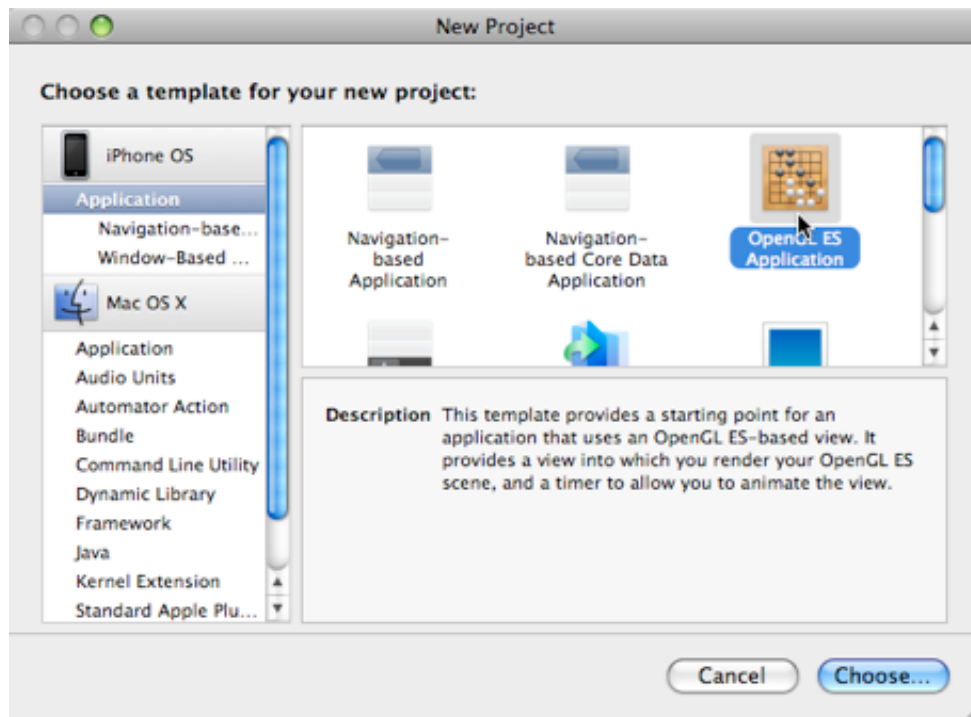 New Project
Choose a template for your new project:
iPhone OS
Application
Navigation-base...
Window-Based ...
Mac OS X
Application
Audio Units
Automator Action
Bundle
Command Line Utility
Dynamic Library
Framework
Java
Kernel Extension
Standard Apple Plu...
Navigation-
based
Application
Navigation-
based Core Data
Application
OpenGL ES
Application
Description This template provides a starting point for an
application that uses an OpenGL ES-based view. It
provides a view into which you render your OpenGL ES
scene, and a timer to allow you to animate the view.
Cancel
Choose...